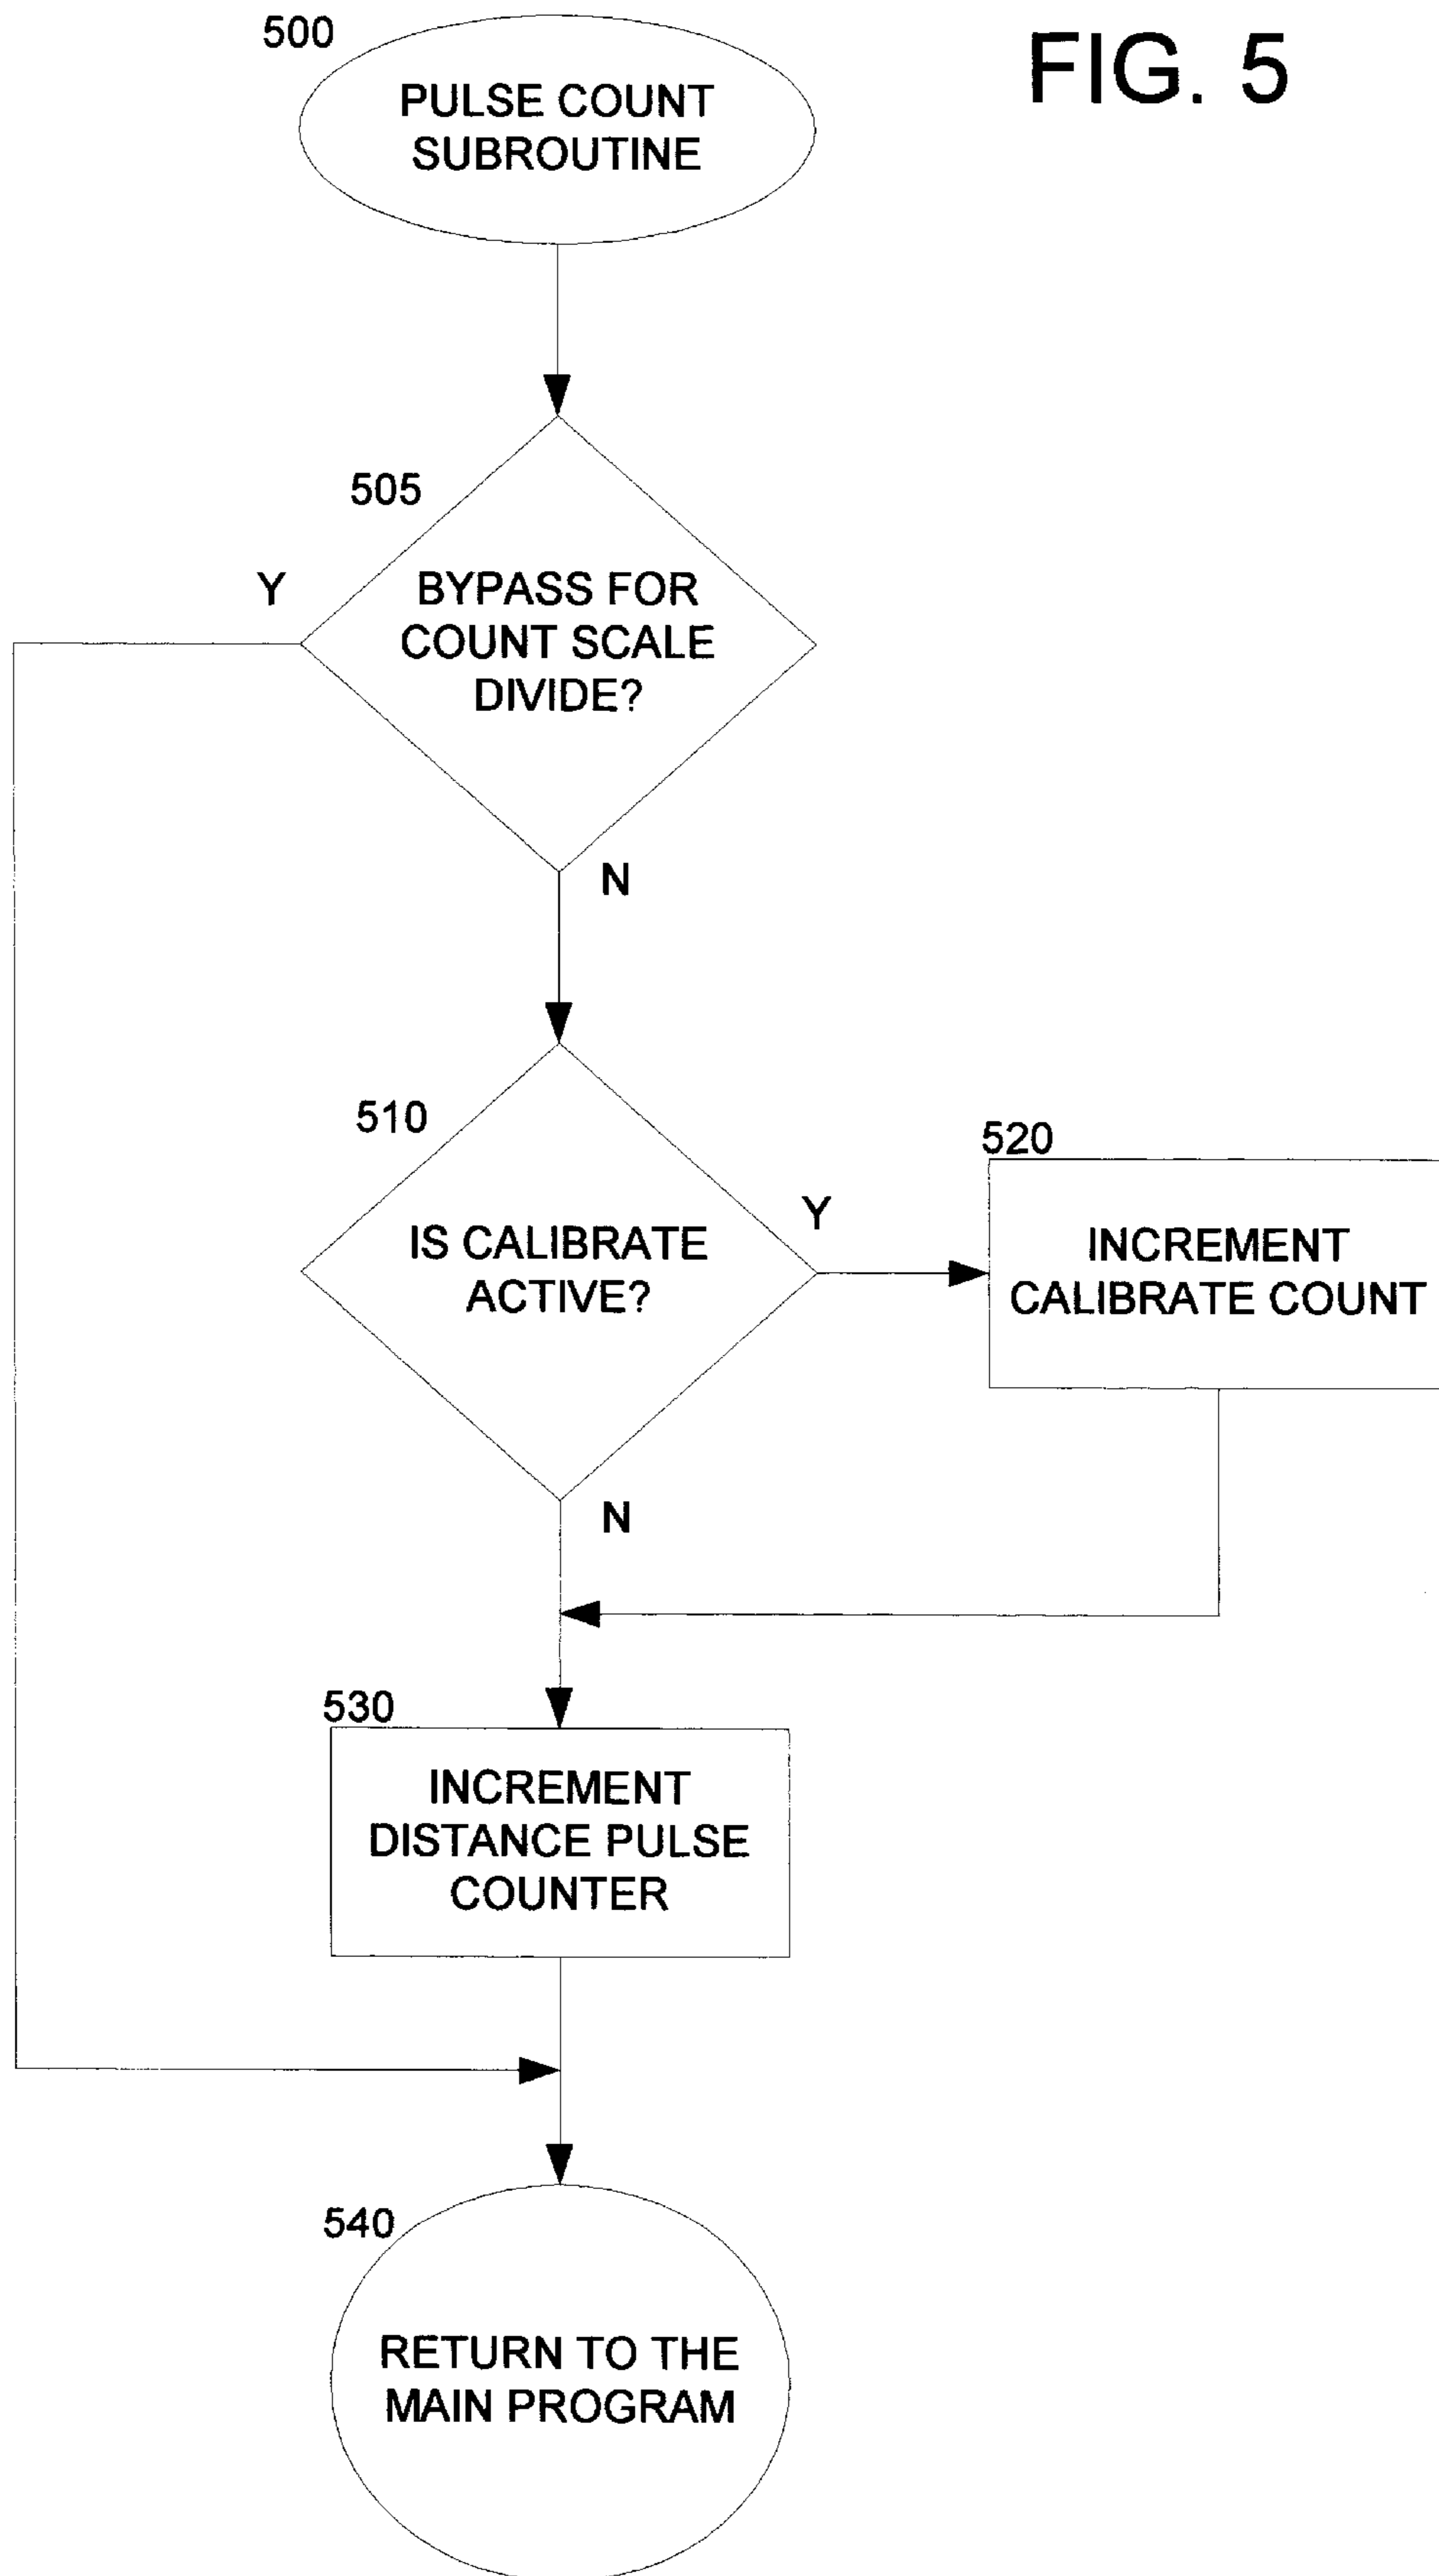 FIG. 5
500
PULSE COUNT
SUBROUTINE
505
Y
BYPASS FOR
COUNT SCALE
DIVIDE?
N
510
IS CALIBRATE
ACTIVE?
Y
520
INCREMENT
CALIBRATE COUNT
N
530
INCREMENT
DISTANCE PULSE
COUNTER
540
RETURN TO THE
MAIN PROGRAM